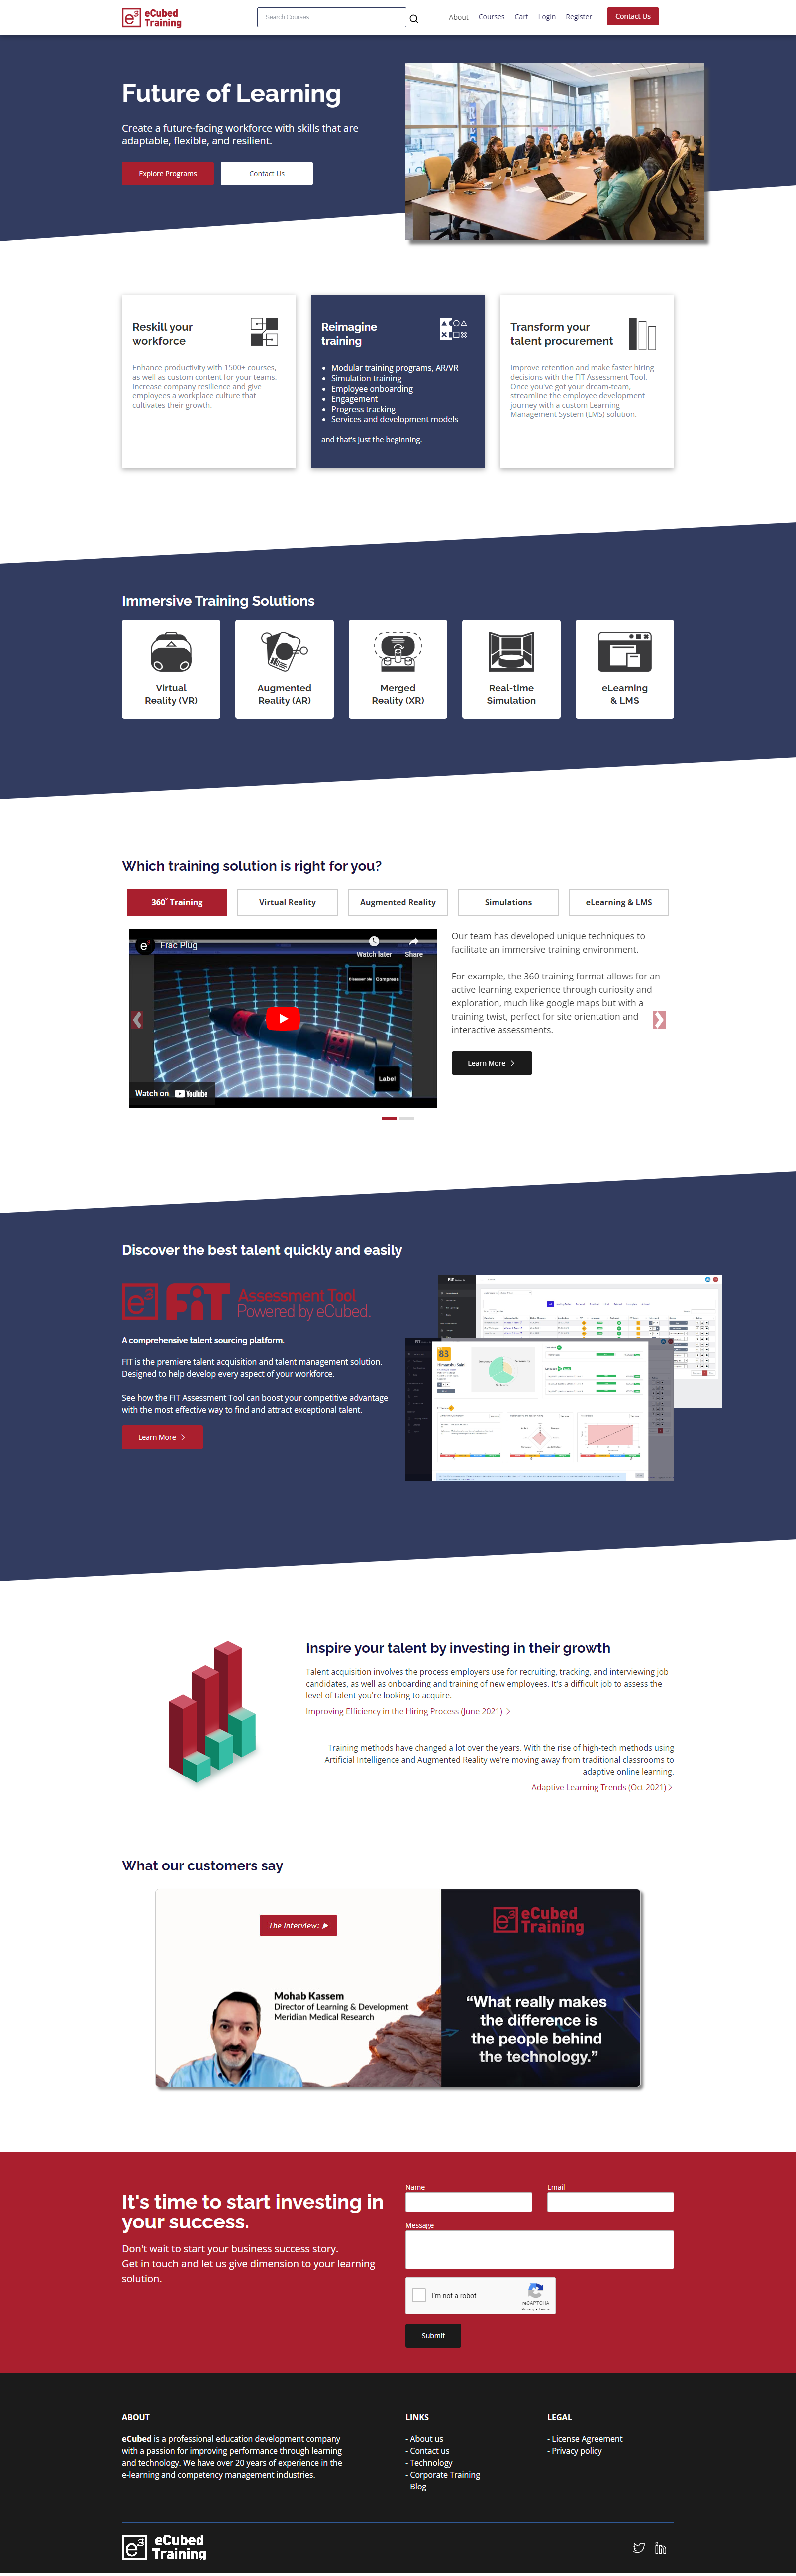 eCubed
Training
Search Courses
About
Courses
Cart
Login
Register
Contact Us
Future of Learning
Create a future-facing workforce with skills that are
adaptable, flexible, and resilient.
Explore Programs
Contact Us
Reskill your
workforce
Enhance productivity with 1500+ courses,
as well as custom content for your teams.
Increase company resilience and give
employees a workplace culture that
cultivates their growth.
Reimagine
training
• Modular training programs, AR/VR
• Simulation training
• Employee onboarding
• Engagement
• Progress tracking
• Services and development models
and that's just the beginning.
Transform your
talent procurement
Improve retention and make faster hiring
decisions with the FIT Assessment Tool.
Once you've got your dream-team,
streamline the employee development
journey with a custom Learning
Management System (LMS) solution.
Immersive Training Solutions
Virtual
Reality (VR)
Augmented
Reality (AR)
Merged
Reality (XR)
Real-time
Simulation
eLearning
& LMS
Which training solution is right for you?
360° Training
Virtual Reality
Augmented Reality
Simulations
eLearning & LMS
Frac Plug
Watch later
Share
Disassemble
Compress
Label
Watch on YouTube
Our team has developed unique techniques to
facilitate an immersive training environment.
For example, the 360 training format allows for an
active learning experience through curiosity and
exploration, much like google maps but with a
training twist, perfect for site orientation and
interactive assessments.
Learn More
Discover the best talent quickly and easily
e3 FiT Assessment Tool
Powered by eCubed.
A comprehensive talent sourcing platform.
FIT is the premiere talent acquisition and talent management solution.
Designed to help develop every aspect of your workforce.
See how the FIT Assessment Tool can boost your competitive advantage
with the most effective way to find and attract exceptional talent.
Learn More
83
Inspire your talent by investing in their growth
Talent acquisition involves the process employers use for recruiting, tracking, and interviewing job
candidates, as well as onboarding and training of new employees. It's a difficult job to assess the
level of talent you're looking to acquire.
Improving Efficiency in the Hiring Process (June 2021)
Training methods have changed a lot over the years. With the rise of high-tech methods using
Artificial Intelligence and Augmented Reality we're moving away from traditional classrooms to
adaptive online learning.
Adaptive Learning Trends (Oct 2021)
What our customers say
The Interview:
Mohab Kassem
Director of Learning & Development
Meridian Medical Research
e3 eCubed
Training
“What really makes
the difference is
the people behind
the technology.”
It's time to start investing in
your success.
Don't wait to start your business success story.
Get in touch and let us give dimension to your learning
solution.
Name
Email
Message
I'm not a robot
reCAPTCHA
Privacy - Terms
Submit
ABOUT
eCubed is a professional education development company
with a passion for improving performance through learning
and technology. We have over 20 years of experience in the
e-learning and competency management industries.
LINKS
- About us
- Contact us
- Technology
- Corporate Training
- Blog
LEGAL
- License Agreement
- Privacy policy
e3 eCubed
Training